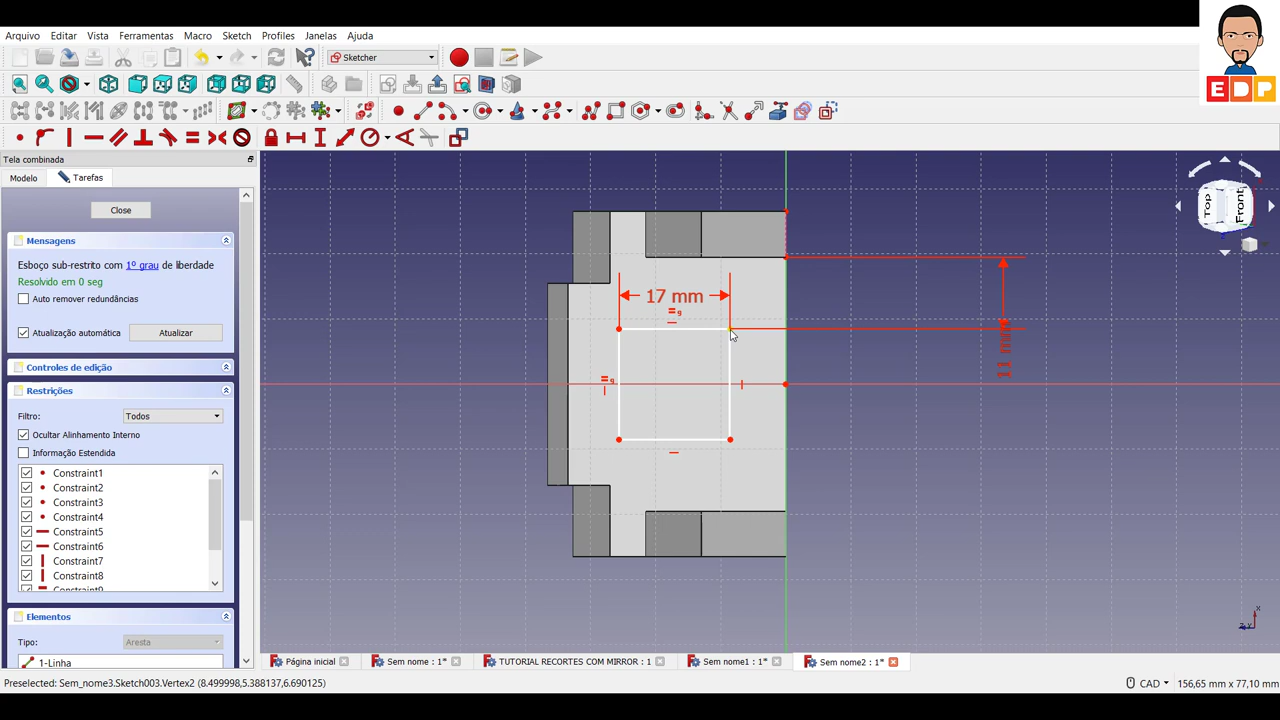 Arquivo Editar Vista Ferramentas Macro Sketch Profiles Janelas Ajuda
Sketcher
EDP
Tela combinada
Modelo Tarefas
Close
Mensagens
Esboço sub-restrito com 1º grau de liberdade
Resolvido em 0 seg
Auto remover redundâncias
Atualização automática Atualizar
Controles de edição
Restrições
Filtro: Todos
Ocultar Alinhamento Interno
Informação Estendida
Constraint1
Constraint2
Constraint3
Constraint4
Constraint5
Constraint6
Constraint7
Constraint8
Constraint9
Elementos
Tipo: Aresta
1-Linha
17 mm
11 mm
Top Front
Página inicial Sem nome : 1* TUTORIAL RECORTES COM MIRROR : 1 Sem nome1 : 1* Sem nome2 : 1*
Preselected: Sem_nome3.Sketch003.Vertex2 (8.499998,5.388137,6.690125) CAD 156,65 mm x 77,10 mm